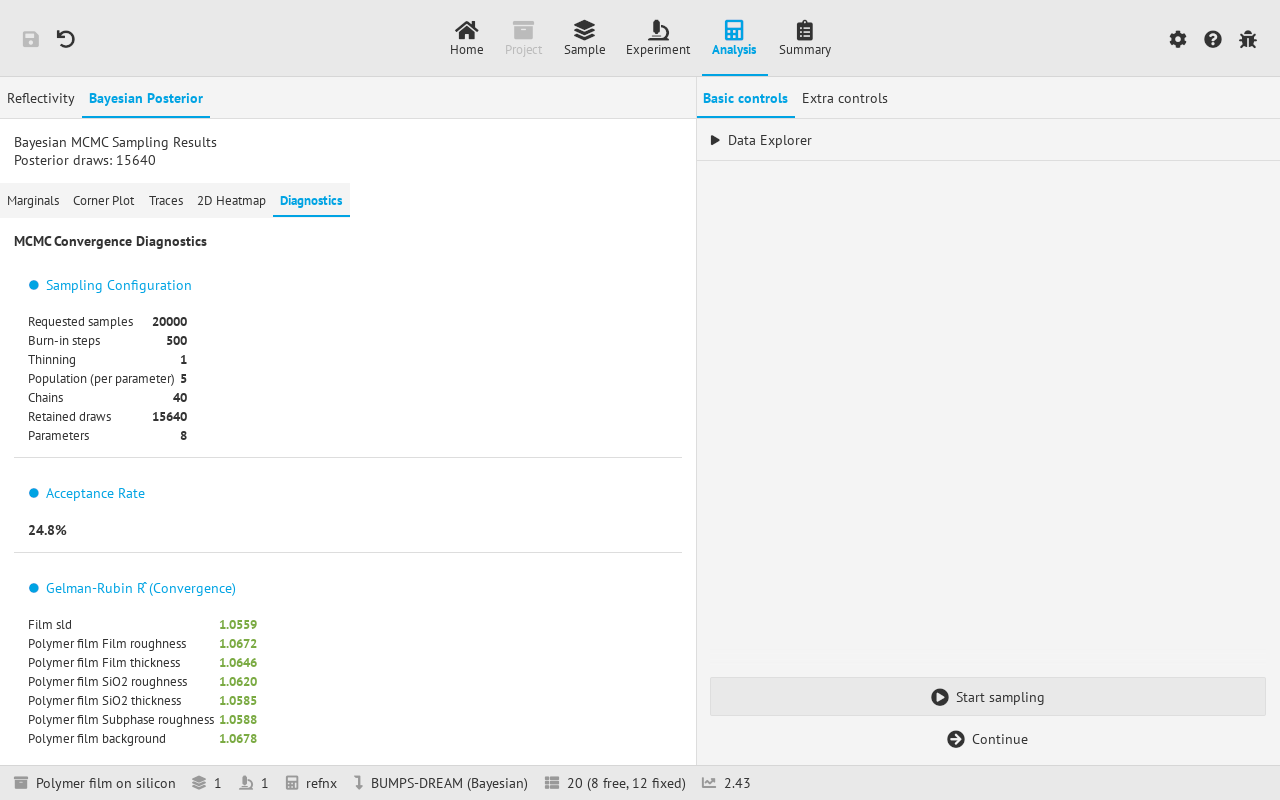 Home
Project
Sample
Experiment
Analysis
Summary
Reflectivity
Bayesian Posterior
Basic controls
Extra controls
Bayesian MCMC Sampling Results
Posterior draws: 15640
Data Explorer
Marginals
Corner Plot
Traces
2D Heatmap
Diagnostics
MCMC Convergence Diagnostics
Sampling Configuration
Requested samples 20000
Burn-in steps 500
Thinning 1
Population (per parameter) 5
Chains 40
Retained draws 15640
Parameters 8
Acceptance Rate
24.8%
Gelman-Rubin R̂ (Convergence)
Film sld 1.0559
Polymer film Film roughness 1.0672
Polymer film Film thickness 1.0646
Polymer film SiO2 roughness 1.0620
Polymer film SiO2 thickness 1.0585
Polymer film Subphase roughness 1.0588
Polymer film background 1.0678
Start sampling
Continue
Polymer film on silicon
1
1
refnx
BUMPS-DREAM (Bayesian)
20 (8 free, 12 fixed)
2.43